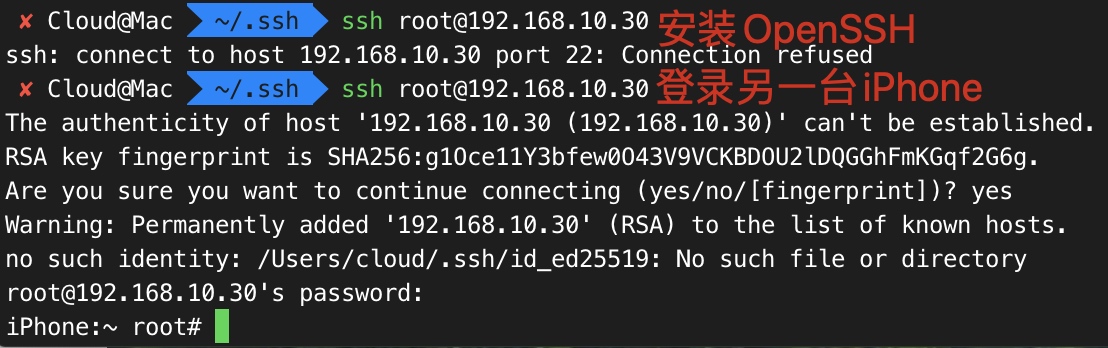 ✘ Cloud@Mac ~/.ssh ssh root@192.168.10.30 安装OpenSSH
ssh: connect to host 192.168.10.30 port 22: Connection refused
✘ Cloud@Mac ~/.ssh ssh root@192.168.10.30 登录另一台iPhone
The authenticity of host '192.168.10.30 (192.168.10.30)' can't be established.
RSA key fingerprint is SHA256:g1Oce11Y3bfew0O43V9VCKBDOU2lDQGGhFmKGqf2G6g.
Are you sure you want to continue connecting (yes/no/[fingerprint])? yes
Warning: Permanently added '192.168.10.30' (RSA) to the list of known hosts.
no such identity: /Users/cloud/.ssh/id_ed25519: No such file or directory
root@192.168.10.30's password:
iPhone:~ root#